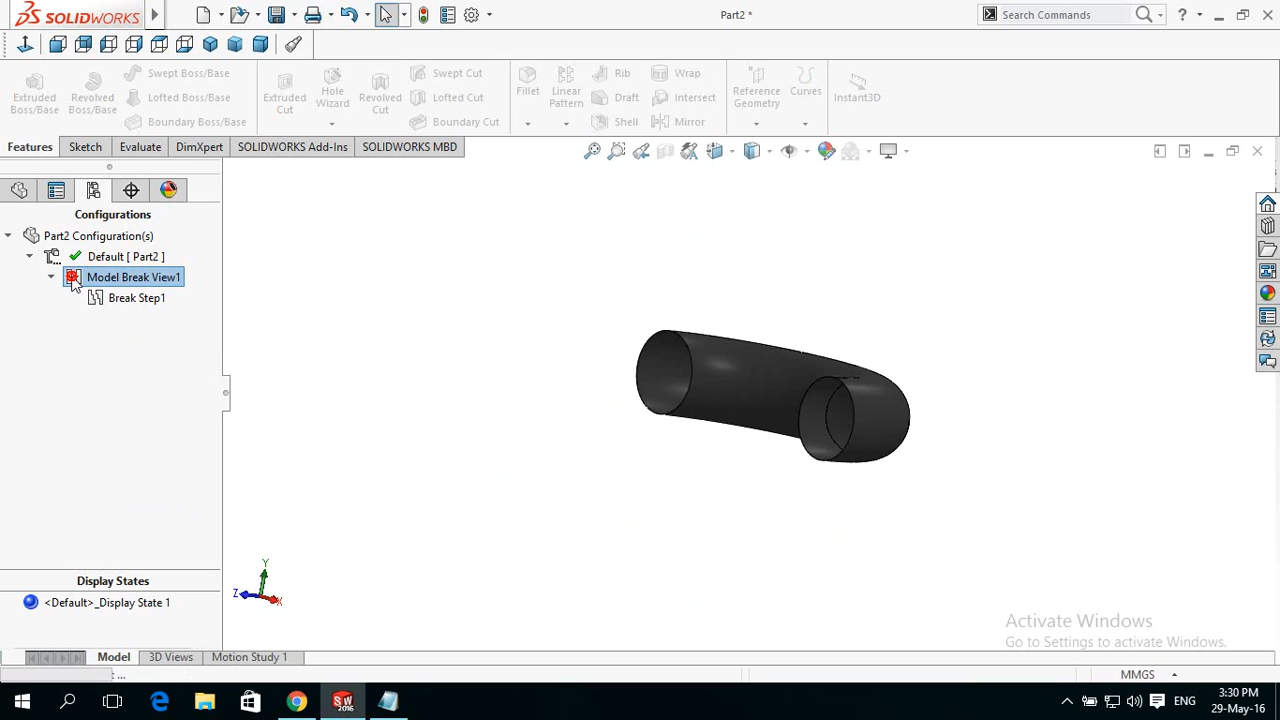 SOLIDWORKS
Part2 *
Search Commands
Extruded Boss/Base
Revolved Boss/Base
Swept Boss/Base
Lofted Boss/Base
Boundary Boss/Base
Extruded Cut
Hole Wizard
Revolved Cut
Swept Cut
Lofted Cut
Boundary Cut
Fillet
Linear Pattern
Rib
Draft
Shell
Wrap
Intersect
Mirror
Reference Geometry
Curves
Instant3D
Features
Sketch
Evaluate
DimXpert
SOLIDWORKS Add-Ins
SOLIDWORKS MBD
Configurations
Part2 Configuration(s)
Default [ Part2 ]
Model Break View1
Break Step1
Y
Z
X
Display States
<Default>_Display State 1
Activate Windows
Go to Settings to activate Windows.
Model
3D Views
Motion Study 1
...
MMGS
SW
2016
ENG
3:30 PM
29-May-16